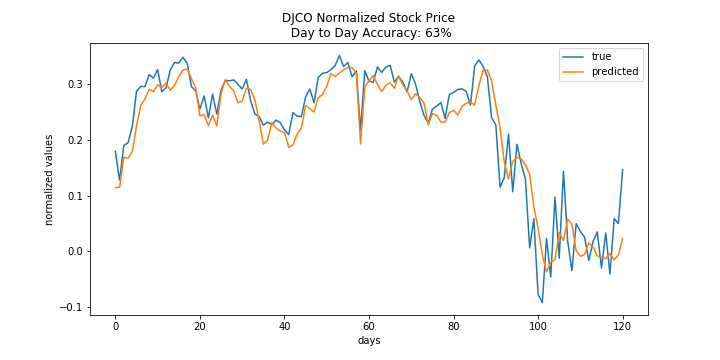 DJCO Normalized Stock Price
Day to Day Accuracy: 63%
true
predicted
normalized values
0.3
0.2
0.1
0.0
−0.1
0
20
40
60
80
100
120
days